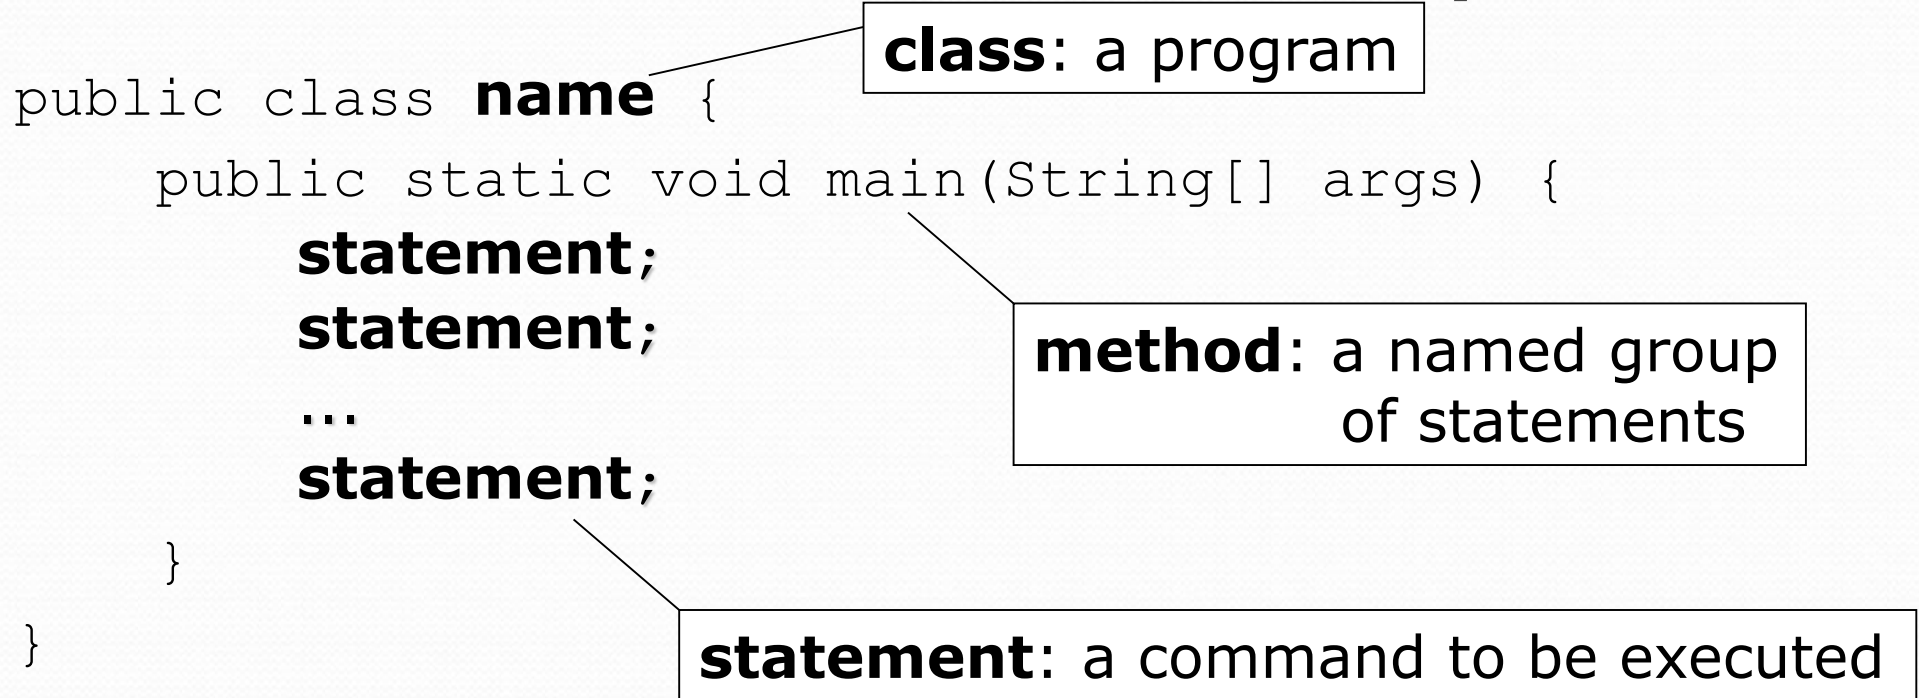 class: a program
public class name {
public static void main(String[] args) {
statement;
statement;
...
method: a named group
of statements
statement;
}
}
statement: a command to be executed